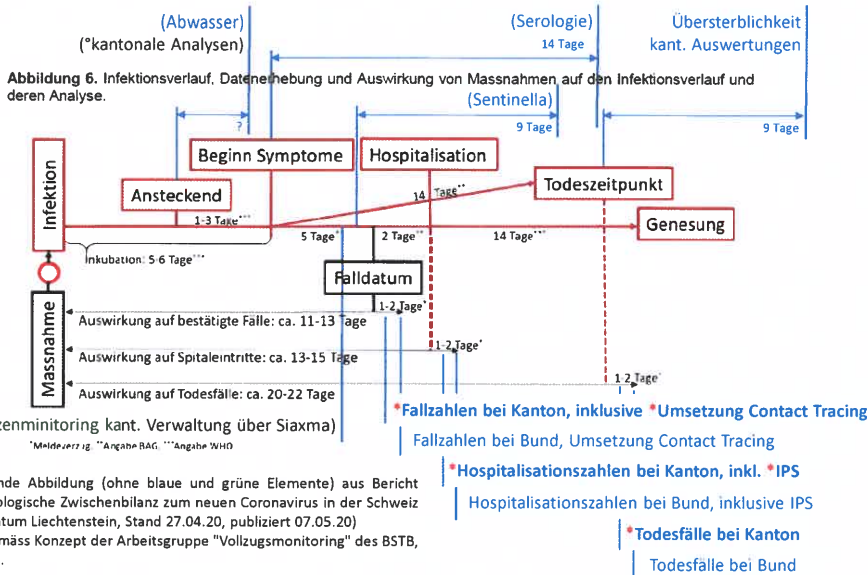 (Abwasser)
(°kantonale Analysen)
(Serologie)
14 Tage
Übersterblichkeit
kant. Auswertungen
Abbildung 6. Infektionsverlauf, Datenerhebung und Auswirkung von Massnahmen auf den Infektionsverlauf und
deren Analyse.
(Sentinella)
?
9 Tage
9 Tage
Infektion
Beginn Symptome
Hospitalisation
Ansteckend
14 Tage**
Todeszeitpunkt
1-3 Tage***
5 Tage*
2 Tage**
14 Tage***
Genesung
Inkubation: 5-6 Tage***
Falldatum
Massnahme
1-2 Tage*
Auswirkung auf bestätigte Fälle: ca. 11-13 Tage
1-2 Tage*
Auswirkung auf Spitaleintritte: ca. 13-15 Tage
1-2 Tage*
Auswirkung auf Todesfälle: ca. 20-22 Tage
*Fallzahlen bei Kanton, inklusive *Umsetzung Contact Tracing
zenminitoring kant. Verwaltung über Siaxma)
Fallzahlen bei Bund, Umsetzung Contact Tracing
*Meldeverzug, **Angabe BAG, ***Angabe WHO
*Hospitalisationszahlen bei Kanton, inkl. *IPS
nde Abbildung (ohne blaue und grüne Elemente) aus Bericht
ologische Zwischenbilanz zum neuen Coronavirus in der Schweiz
Hospitalisationszahlen bei Bund, inklusive IPS
tum Liechtenstein, Stand 27.04.20, publiziert 07.05.20)
*Todesfälle bei Kanton
mäss Konzept der Arbeitsgruppe "Vollzugsmonitoring" des BSTB,
.
Todesfälle bei Bund